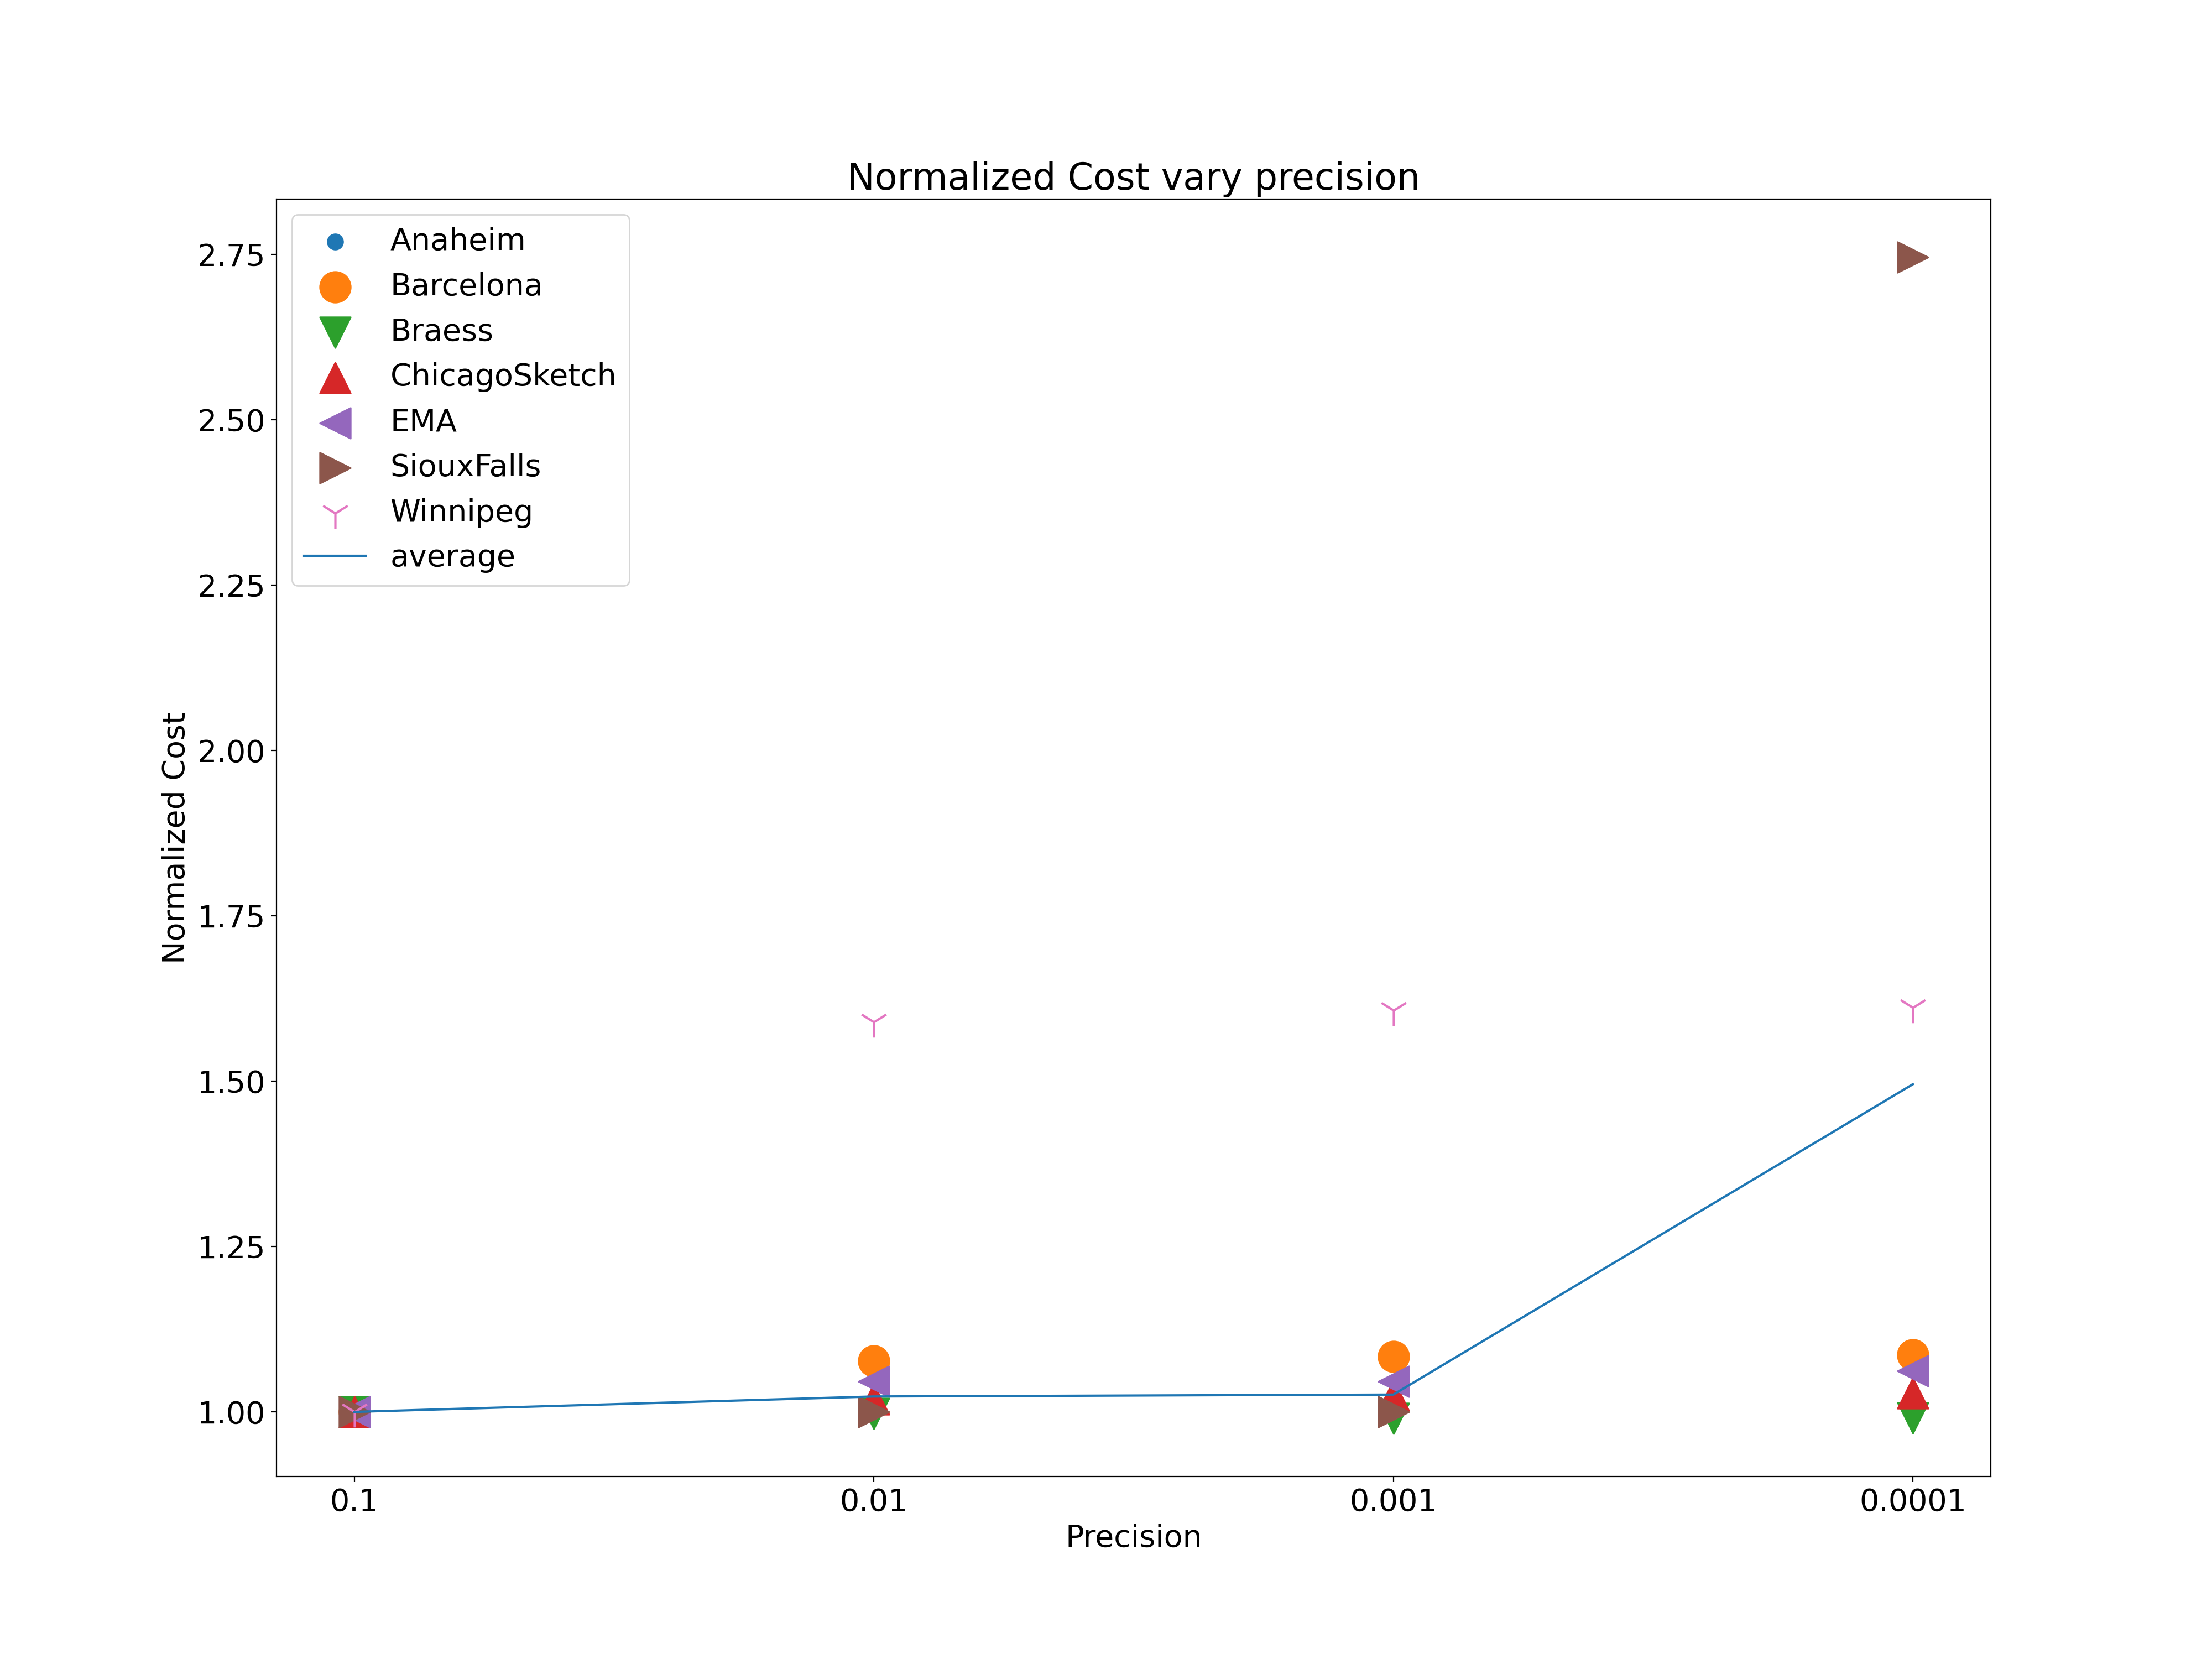 Normalized Cost vary precision
Anaheim
Barcelona
Braess
ChicagoSketch
EMA
SiouxFalls
Winnipeg
average
2.75
2.50
2.25
2.00
1.75
1.50
1.25
1.00
Normalized Cost
0.1 0.01 0.001 0.0001
Precision